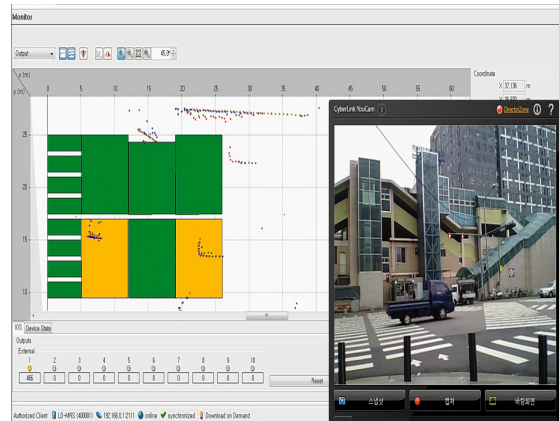 Monitor
Output
45,0°
Coordinate
x (m)
0 5 10 15 20 25 30 35 40 45 50 55 60
X 37,136 m
y (m)
25
20
15
10
CyberLink YouCam
DirectorZone
?
IOS Device State
Outputs
External
1 2 3 4 5 6 7 8 9 10
455 0 0 0 0 0 0 0 0 0
Reset
스냅샷
캡처
바탕화면
Authorized Client LD-MRS (400001) 192,168,0,1:2111 online synchronized Download on Demand